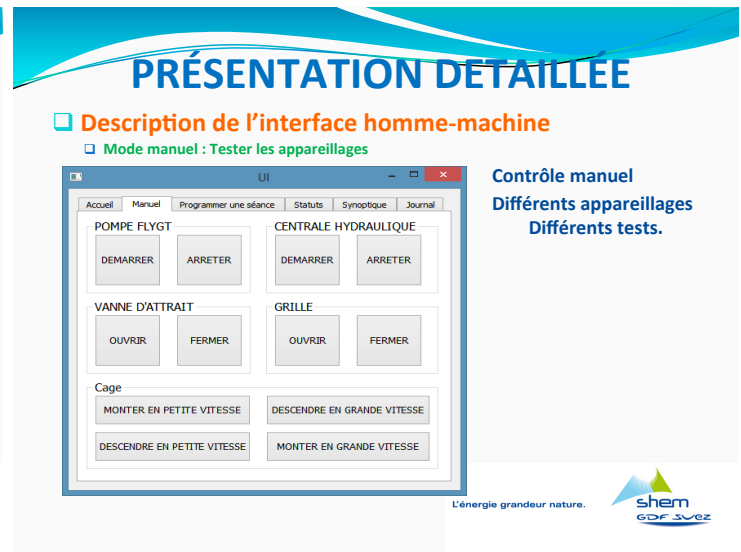 PRÉSENTATION DETAILLÉE
Description de l’interface homme-machine
Mode manuel : Tester les appareillages
UI
Accueil Manuel Programmer une séance Statuts Synoptique Journal
POMPE FLYGT CENTRALE HYDRAULIQUE
DEMARRER ARRETER DEMARRER ARRETER
VANNE D'ATTRAIT GRILLE
OUVRIR FERMER OUVRIR FERMER
Cage
MONTER EN PETITE VITESSE DESCENDRE EN GRANDE VITESSE
DESCENDRE EN PETITE VITESSE MONTER EN GRANDE VITESSE
Contrôle manuel
Différents appareillages
Différents tests.
L'énergie grandeur nature.
shem
GDF SVEZ